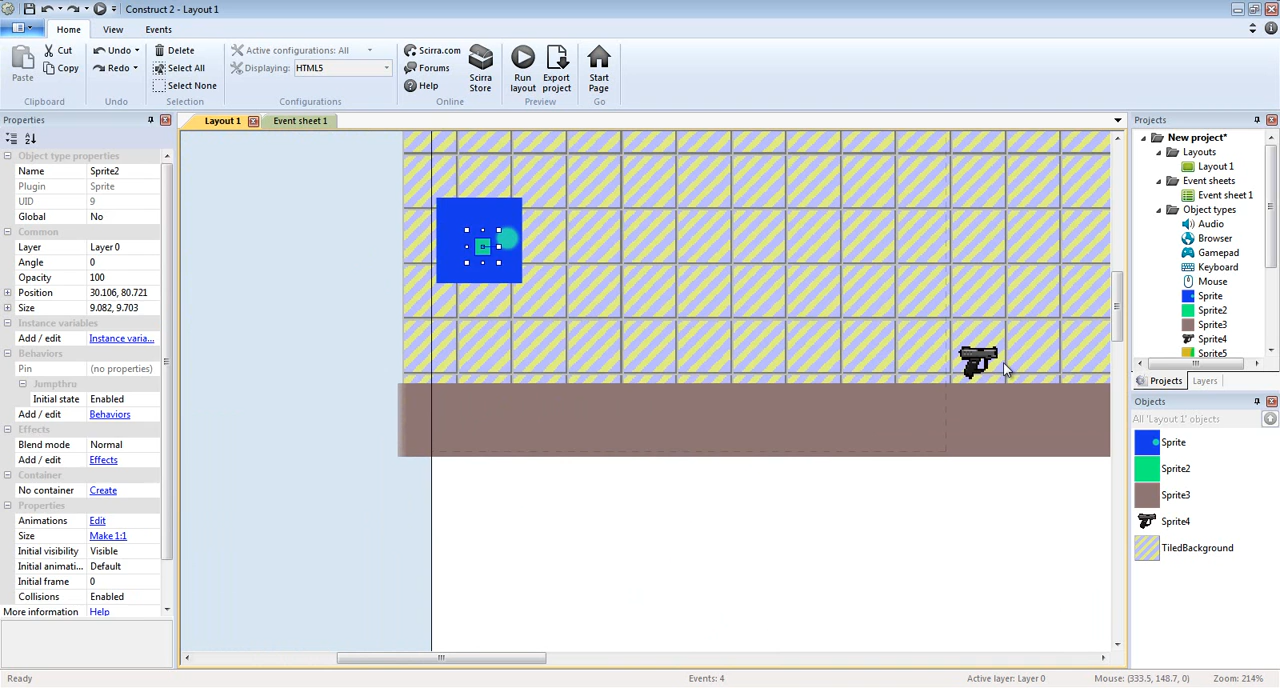 Construct 2 - Layout 1
Home View Events
Paste Cut Copy Clipboard
Undo Redo Undo
Delete Select All Select None Selection
Active configurations: All
Displaying: HTML5
Configurations
Scirra.com Forums Help Scirra Store Online
Run layout Export project Preview
Start Page Go
Properties
Layout 1 Event sheet 1
Projects
Object type properties
Name Sprite2
Plugin Sprite
UID 9
Global No
Common
Layer Layer 0
Angle 0
Opacity 100
Position 30.106, 80.721
Size 9.082, 9.703
Instance variables
Add / edit Instance varia...
Behaviors
Pin (no properties)
Jumpthru
Initial state Enabled
Add / edit Behaviors
Effects
Blend mode Normal
Add / edit Effects
Container
No container Create
Properties
Animations Edit
Size Make 1:1
Initial visibility Visible
Initial animati... Default
Initial frame 0
Collisions Enabled
More information Help
New project*
Layouts
Layout 1
Event sheets
Event sheet 1
Object types
Audio
Browser
Gamepad
Keyboard
Mouse
Sprite
Sprite2
Sprite3
Sprite4
Sprite5
Projects Layers
Objects
All 'Layout 1' objects
Sprite
Sprite2
Sprite3
Sprite4
TiledBackground
Ready Events: 4 Active layer: Layer 0 Mouse: (333.5, 148.7, 0) Zoom: 214%